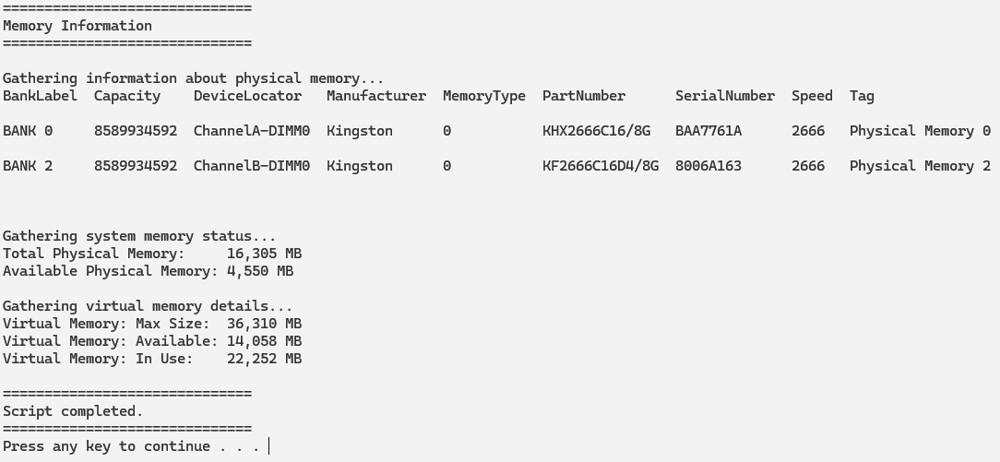 ==============================
Memory Information
==============================
Gathering information about physical memory...
BankLabel  Capacity    DeviceLocator   Manufacturer  MemoryType  PartNumber      SerialNumber  Speed  Tag
BANK 0     8589934592  ChannelA-DIMM0  Kingston      0           KHX2666C16/8G   BAA7761A      2666   Physical Memory 0
BANK 2     8589934592  ChannelB-DIMM0  Kingston      0           KF2666C16D4/8G  8006A163      2666   Physical Memory 2
Gathering system memory status...
Total Physical Memory:     16,305 MB
Available Physical Memory: 4,550 MB
Gathering virtual memory details...
Virtual Memory: Max Size:  36,310 MB
Virtual Memory: Available: 14,058 MB
Virtual Memory: In Use:    22,252 MB
==============================
Script completed.
==============================
Press any key to continue . . .